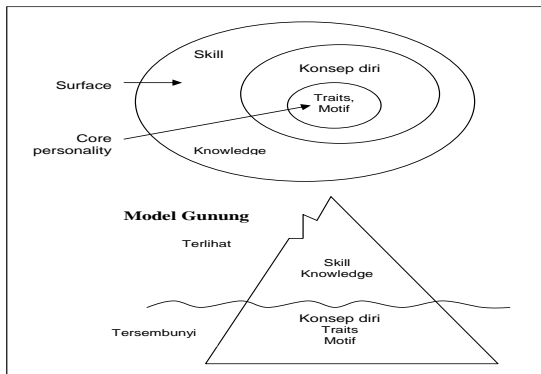 Skill
Konsep diri
Surface
Traits,
Motif
Core
personality
Knowledge
Model Gunung
Terlihat
Skill
Knowledge
Konsep diri
Traits
Motif
Tersembunyi